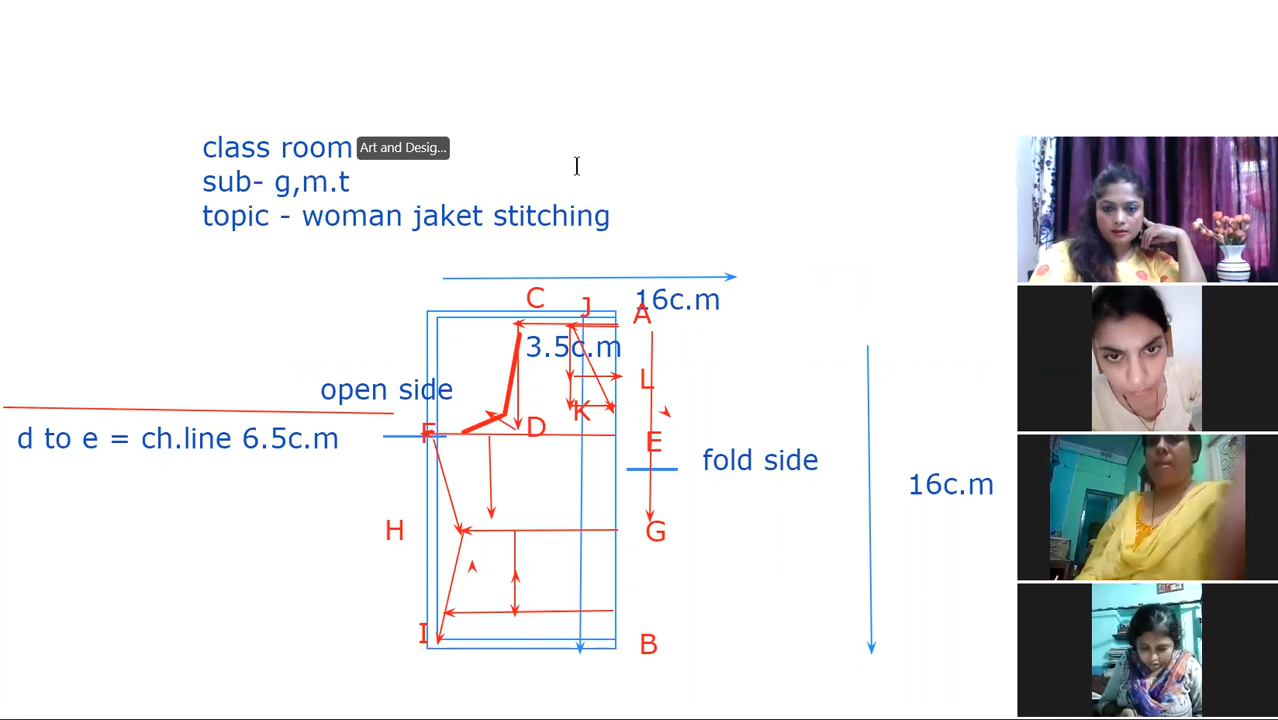 class room
Art and Desig...
sub- g,m.t
topic - woman jaket stitching
16c.m
C
J
A
3.5c.m
L
open side
K
D
F
E
d to e = ch.line 6.5c.m
fold side
16c.m
H
G
I
B